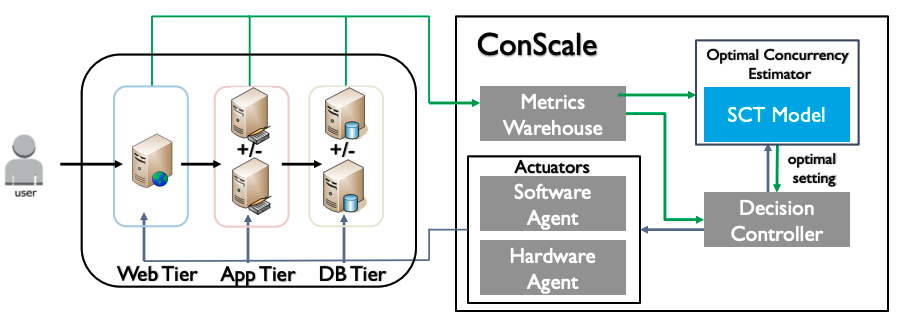 ConScale
Optimal Concurrency
Estimator
SCT Model
Metrics
Warehouse
optimal
setting
Actuators
Software
Agent
Hardware
Agent
Decision
Controller
user
+/-
+/-
Web Tier
App Tier
DB Tier